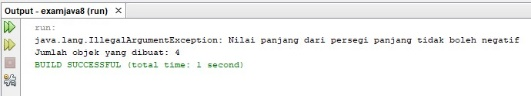 Output - examjava8 (run) ×
run:
java.lang.IllegalArgumentException: Nilai panjang dari persegi panjang tidak boleh negatif
Jumlah objek yang dibuat: 4
BUILD SUCCESSFUL (total time: 1 second)